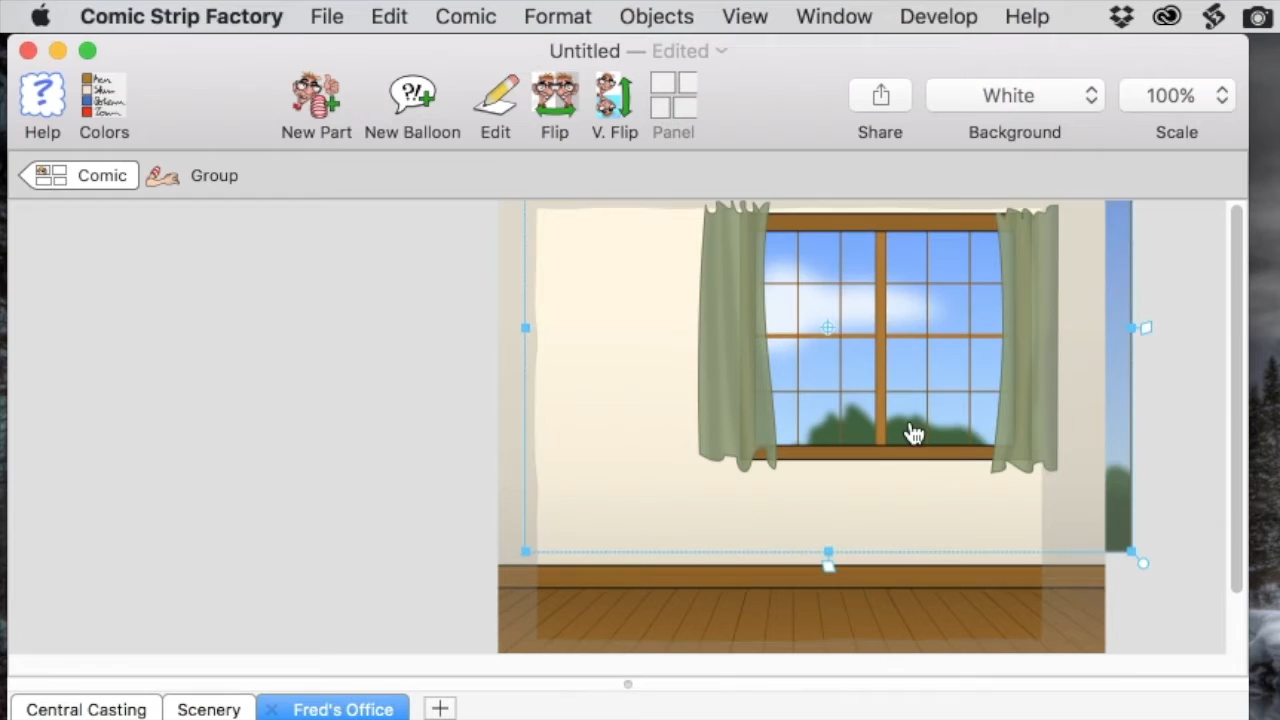 Comic Strip Factory File Edit Comic Format Objects View Window Develop Help
Untitled — Edited
?
?!
White
100%
Help Colors New Part New Balloon Edit Flip V. Flip Panel Share Background Scale
Comic Group
Central Casting Scenery Fred's Office